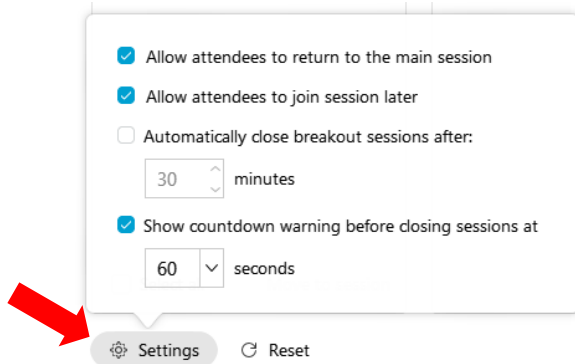 Allow attendees to return to the main session
Allow attendees to join session later
Automatically close breakout sessions after:
30 minutes
Show countdown warning before closing sessions at
60 seconds
Settings Reset